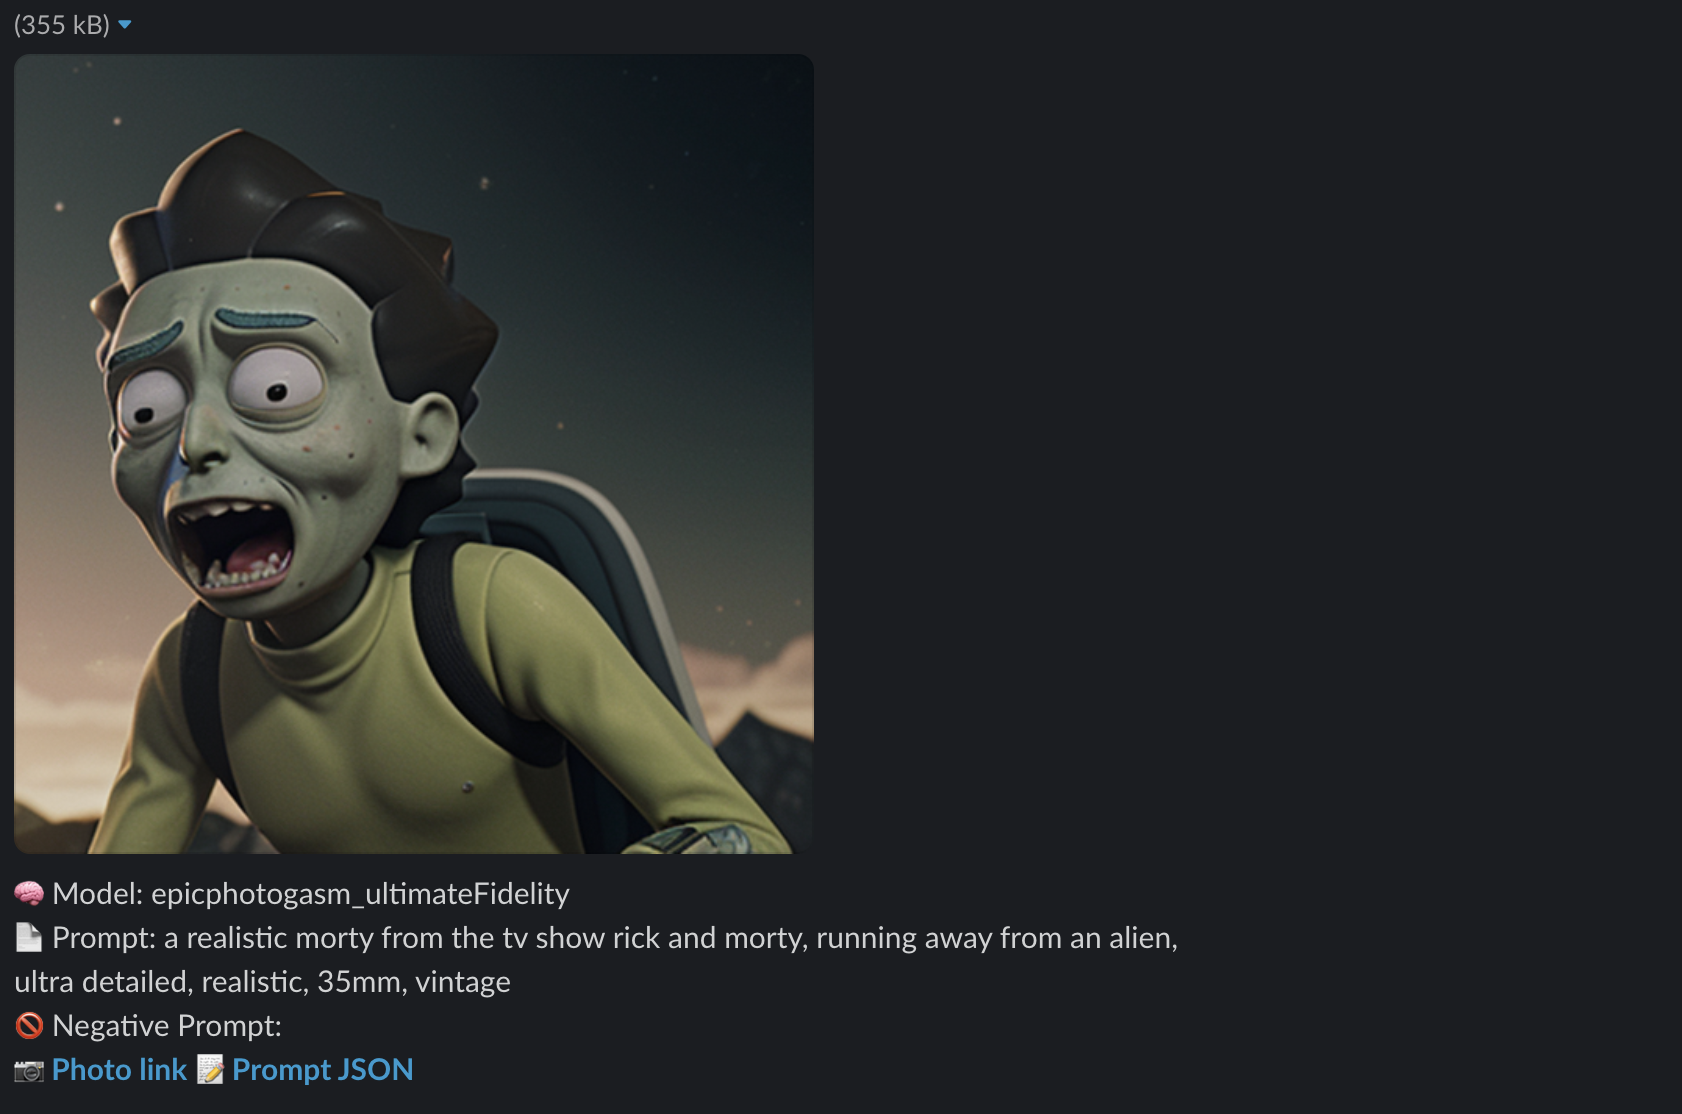 (355 kB)
Model: epicphotogasm_ultimateFidelity
Prompt: a realistic morty from the tv show rick and morty, running away from an alien,
ultra detailed, realistic, 35mm, vintage
Negative Prompt:
Photo link Prompt JSON